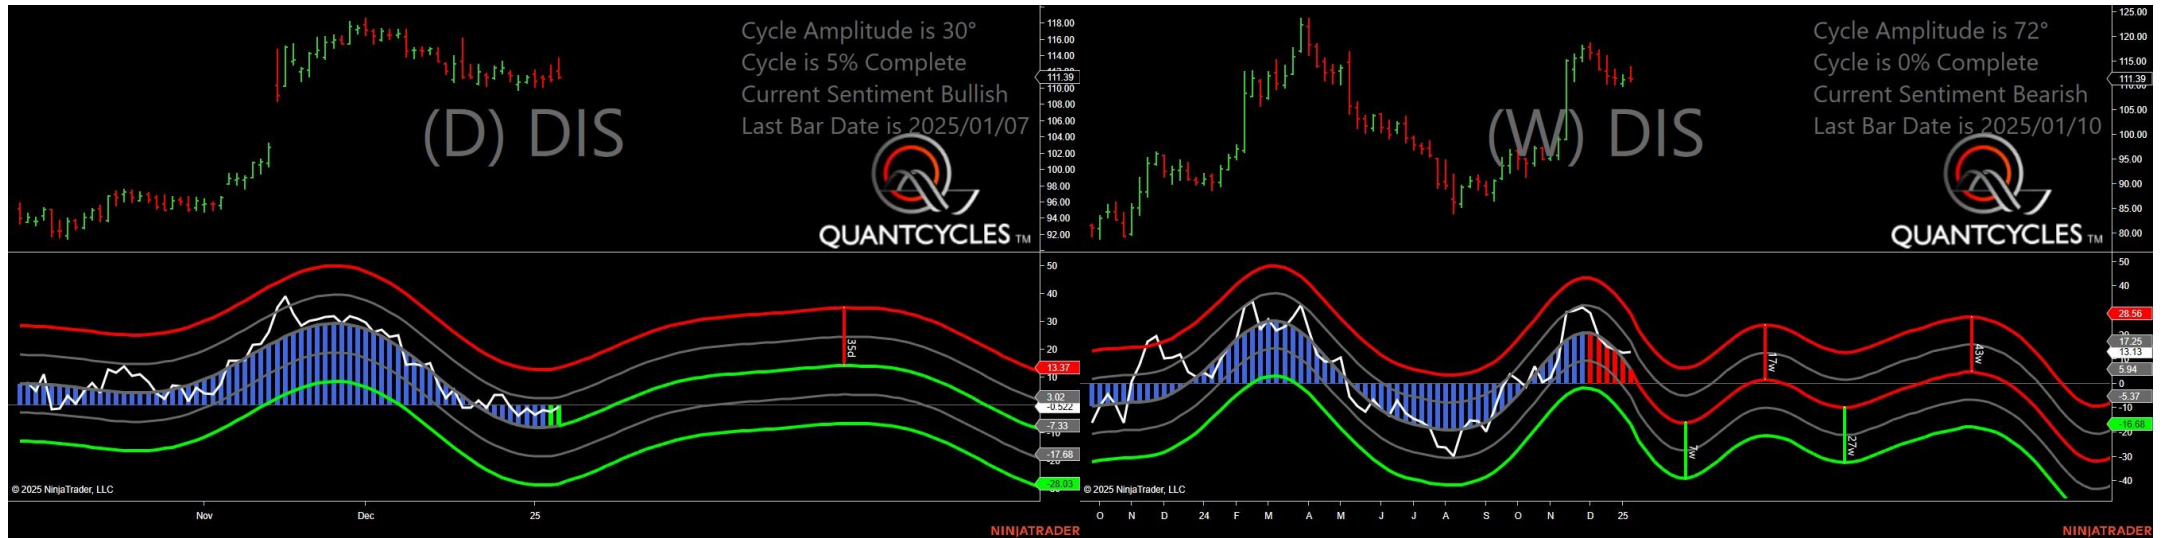 Cycle Amplitude is 30°
Cycle is 5% Complete
Current Sentiment Bullish
Last Bar Date is 2025/01/07
(D) DIS
QUANTCYCLES TM
118.00
116.00
114.00
112.00
111.39
110.00
108.00
106.00
104.00
102.00
100.00
98.00
96.00
94.00
92.00
50
40
30
20
13.37
10
3.02
-0.522
-7.33
-17.68
-28.03
35d
© 2025 NinjaTrader, LLC
Nov
Dec
25
NINJATRADER
Cycle Amplitude is 72°
Cycle is 0% Complete
Current Sentiment Bearish
Last Bar Date is 2025/01/10
(W) DIS
QUANTCYCLES TM
125.00
120.00
115.00
111.39
110.00
105.00
100.00
95.00
90.00
85.00
80.00
50
40
28.56
17.25
13.13
5.94
0
-5.37
-10
-16.68
-20
-30
-40
7w
17w
27w
43w
© 2025 NinjaTrader, LLC
O N D 24 F M A M J J A S O N D 25
NINJATRADER